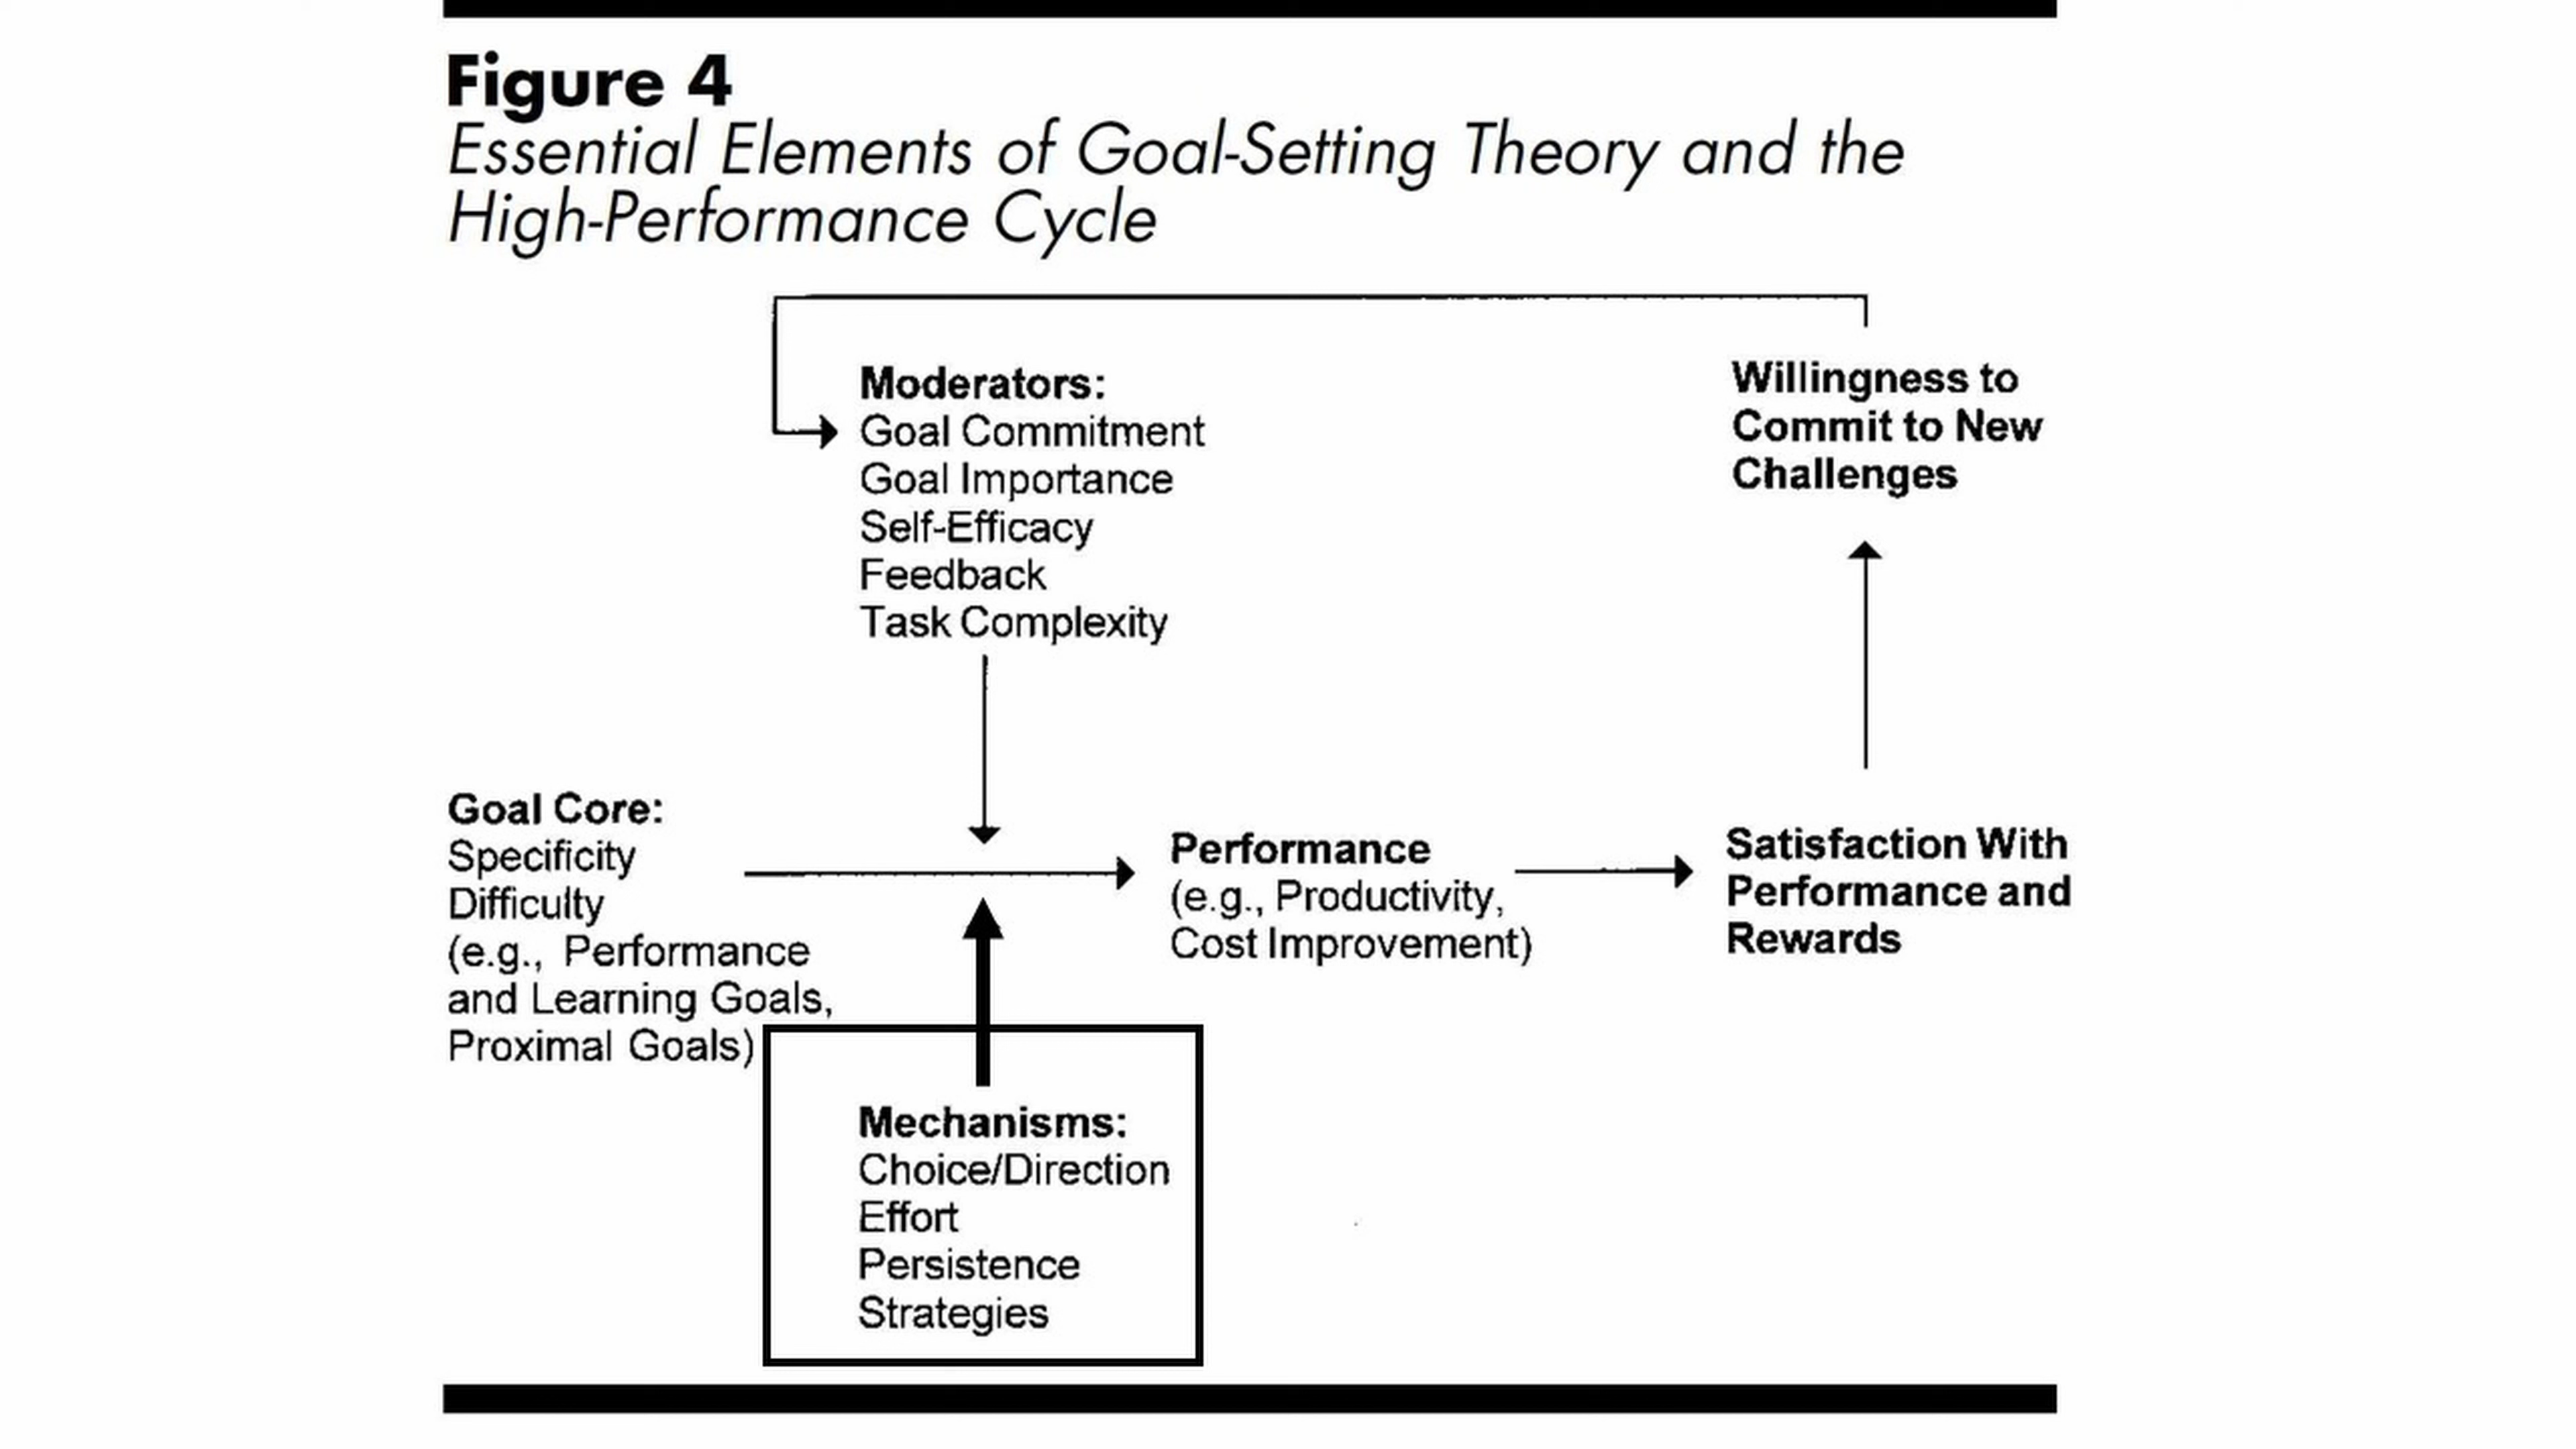 Figure 4
Essential Elements of Goal-Setting Theory and the
High-Performance Cycle
Moderators:
Goal Commitment
Goal Importance
Self-Efficacy
Feedback
Task Complexity
Willingness to
Commit to New
Challenges
Goal Core:
Specificity
Difficulty
(e.g., Performance
and Learning Goals,
Proximal Goals)
Performance
(e.g., Productivity,
Cost Improvement)
Satisfaction With
Performance and
Rewards
Mechanisms:
Choice/Direction
Effort
Persistence
Strategies